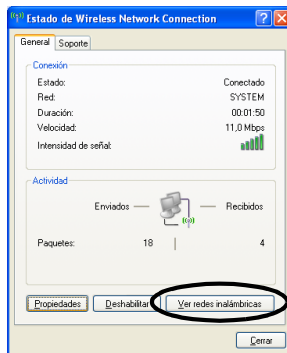 Estado de Wireless Network Connection
General Soporte
Conexión
Estado: Conectado
Red: SYSTEM
Duración: 00:01:50
Velocidad: 11,0 Mbps
Intensidad de señal:
Actividad
Enviados — — Recibidos
Paquetes: 18 | 4
Propiedades Deshabilitar Ver redes inalámbricas
Cerrar